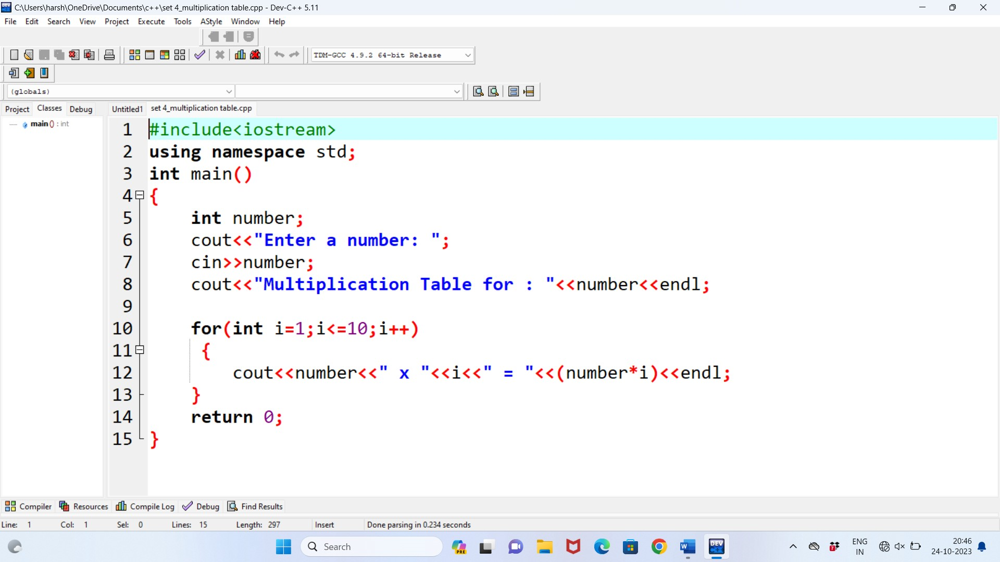 C:\Users\harsh\OneDrive\Documents\c++\set 4_multiplication table.cpp - Dev-C++ 5.11
File Edit Search View Project Execute Tools AStyle Window Help
TDM-GCC 4.9.2 64-bit Release
(globals)
Project Classes Debug Untitled1 set 4_multiplication table.cpp
main () : int
1 #include<iostream>
2 using namespace std;
3 int main()
4 {
5 int number;
6 cout<<"Enter a number: ";
7 cin>>number;
8 cout<<"Multiplication Table for : "<<number<<endl;
9
10 for(int i=1;i<=10;i++)
11 {
12 cout<<number<<" x "<<i<<" = "<<(number*i)<<endl;
13 }
14 return 0;
15 }
Compiler Resources Compile Log Debug Find Results
Line: 1 Col: 1 Sel: 0 Lines: 15 Length: 297 Insert Done parsing in 0.234 seconds
Search
PRE
W
DEV
7
ENG
IN
20:46
24-10-2023